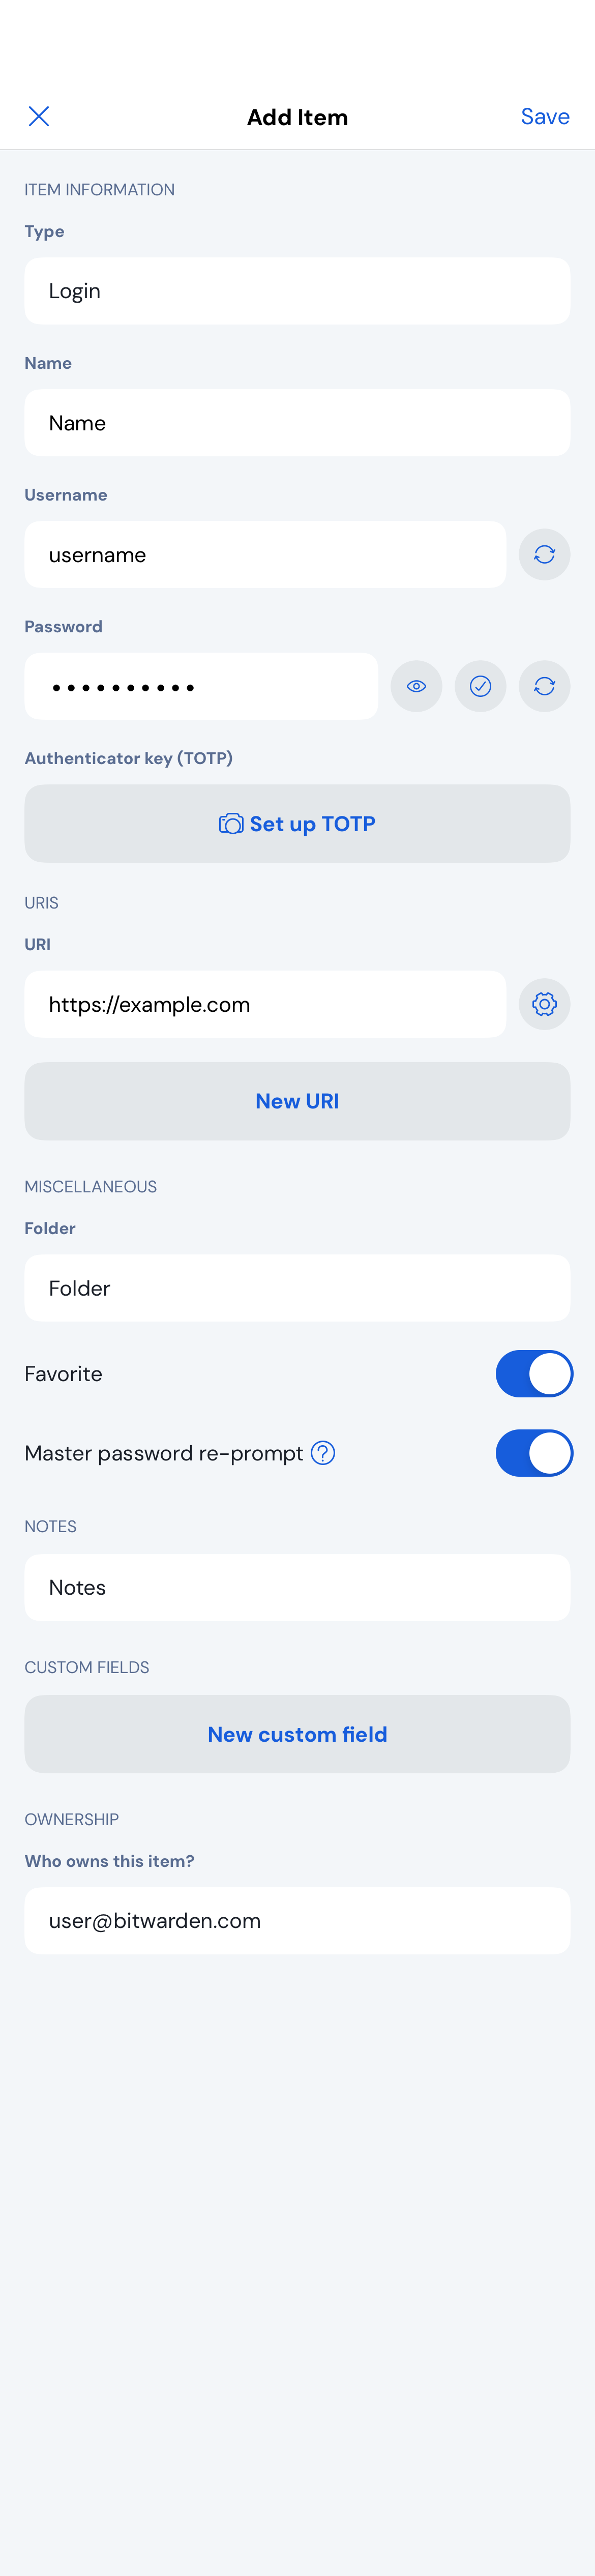 Add Item
Save
ITEM INFORMATION
Type
Login
Name
Name
Username
username
Password
Authenticator key (TOTP)
Set up TOTP
URIS
URI
https://example.com
New URI
MISCELLANEOUS
Folder
Folder
Favorite
Master password re-prompt
NOTES
Notes
CUSTOM FIELDS
New custom field
OWNERSHIP
Who owns this item?
user@bitwarden.com